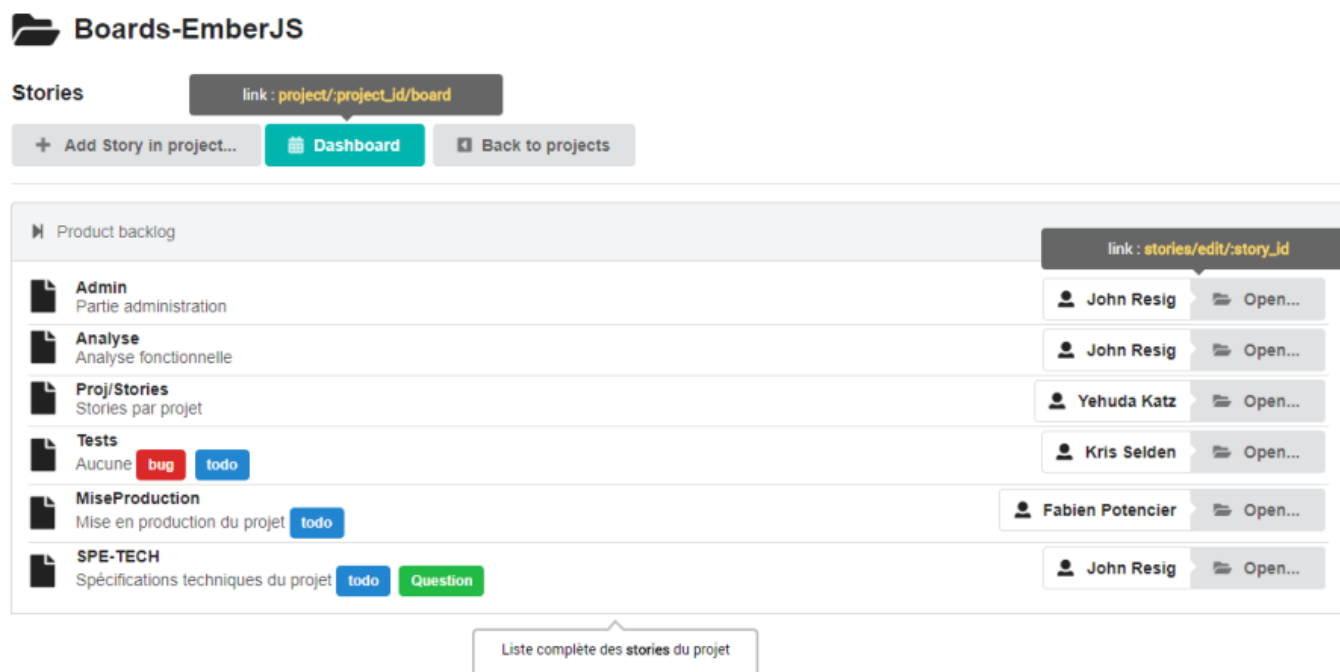 Boards-EmberJS
Stories
link : project/:project_id/board
Add Story in project...
Dashboard
Back to projects
Product backlog
link : stories/edit/:story_id
Admin
Partie administration
John Resig
Open...
Analyse
Analyse fonctionnelle
John Resig
Open...
Proj/Stories
Stories par projet
Yehuda Katz
Open...
Tests
Aucune bug todo
Kris Selden
Open...
MiseProduction
Mise en production du projet todo
Fabien Potencier
Open...
SPE-TECH
Spécifications techniques du projet todo Question
John Resig
Open...
Liste complète des stories du projet